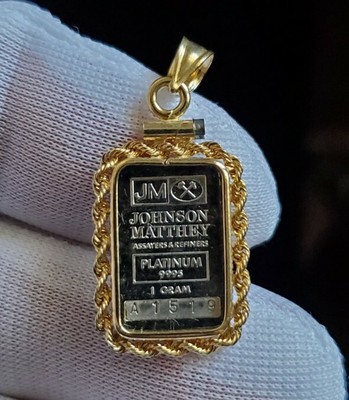 JM
JOHNSON
MATTHEY
ASSAYERS & REFINERS
PLATINUM
9995
1 GRAM
A 1519